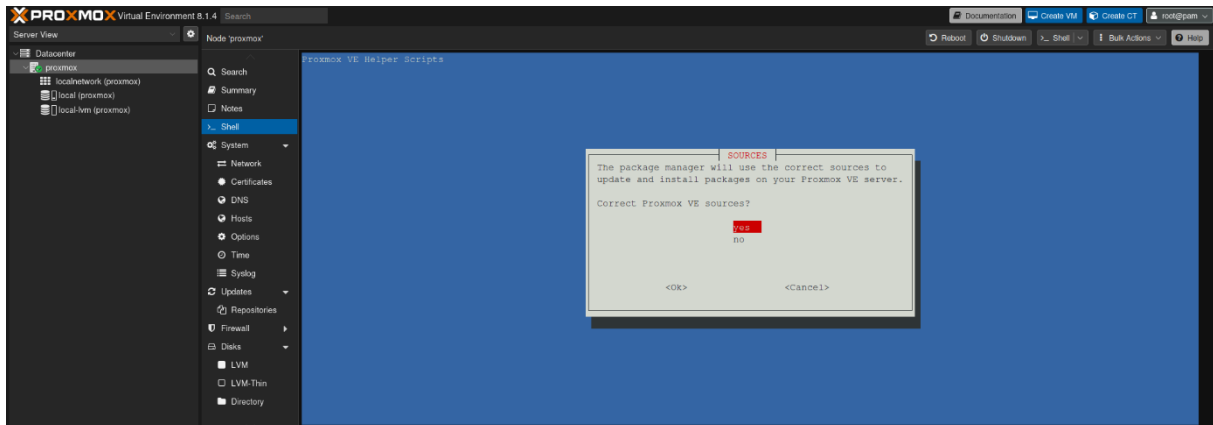 PROXMOX Virtual Environment 8.1.4 Search
Documentation Create VM Create CT root@pam
Server View
Node 'proxmox'
Reboot Shutdown >_ Shell Bulk Actions Help
Datacenter
proxmox
localnetwork (proxmox)
local (proxmox)
local-lvm (proxmox)
Search
Summary
Notes
>_ Shell
System
Network
Certificates
DNS
Hosts
Options
Time
Syslog
Updates
Repositories
Firewall
Disks
LVM
LVM-Thin
Directory
Proxmox VE Helper Scripts
SOURCES
The package manager will use the correct sources to
update and install packages on your Proxmox VE server.
Correct Proxmox VE sources?
yes
no
<Ok> <Cancel>